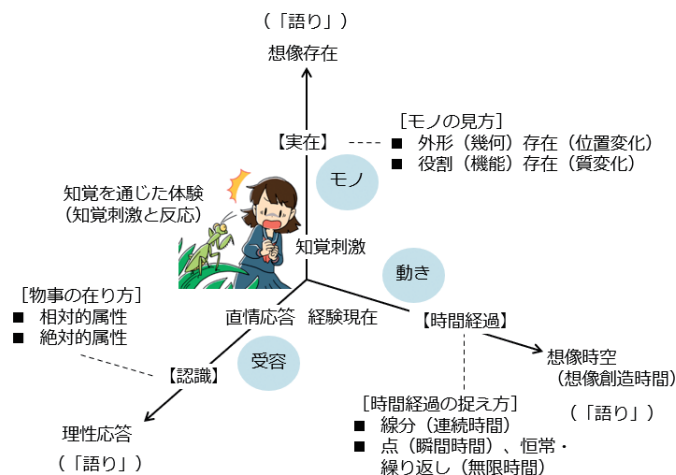 （「語り」）
想像存在
［モノの見方］
【実在】
■ 外形（幾何）存在（位置変化）
■ 役割（機能）存在（質変化）
モノ
知覚を通じた体験
（知覚刺激と反応）
知覚刺激
動き
［物事の在り方］
■ 相対的属性
■ 絶対的属性
直情応答 経験現在
【時間経過】
受容
【認識】
想像時空
（想像創造時間）
［時間経過の捉え方］
（「語り」）
■ 線分（連続時間）
■ 点（瞬間時間）、恒常・
繰り返し（無限時間）
理性応答
（「語り」）